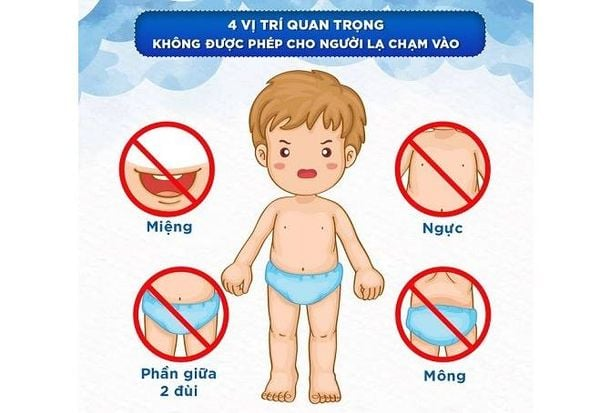 4 VỊ TRÍ QUAN TRỌNG
KHÔNG ĐƯỢC PHÉP CHO NGƯỜI LẠ CHẠM VÀO
Miệng
Ngực
Phần giữa
2 đùi
Mông